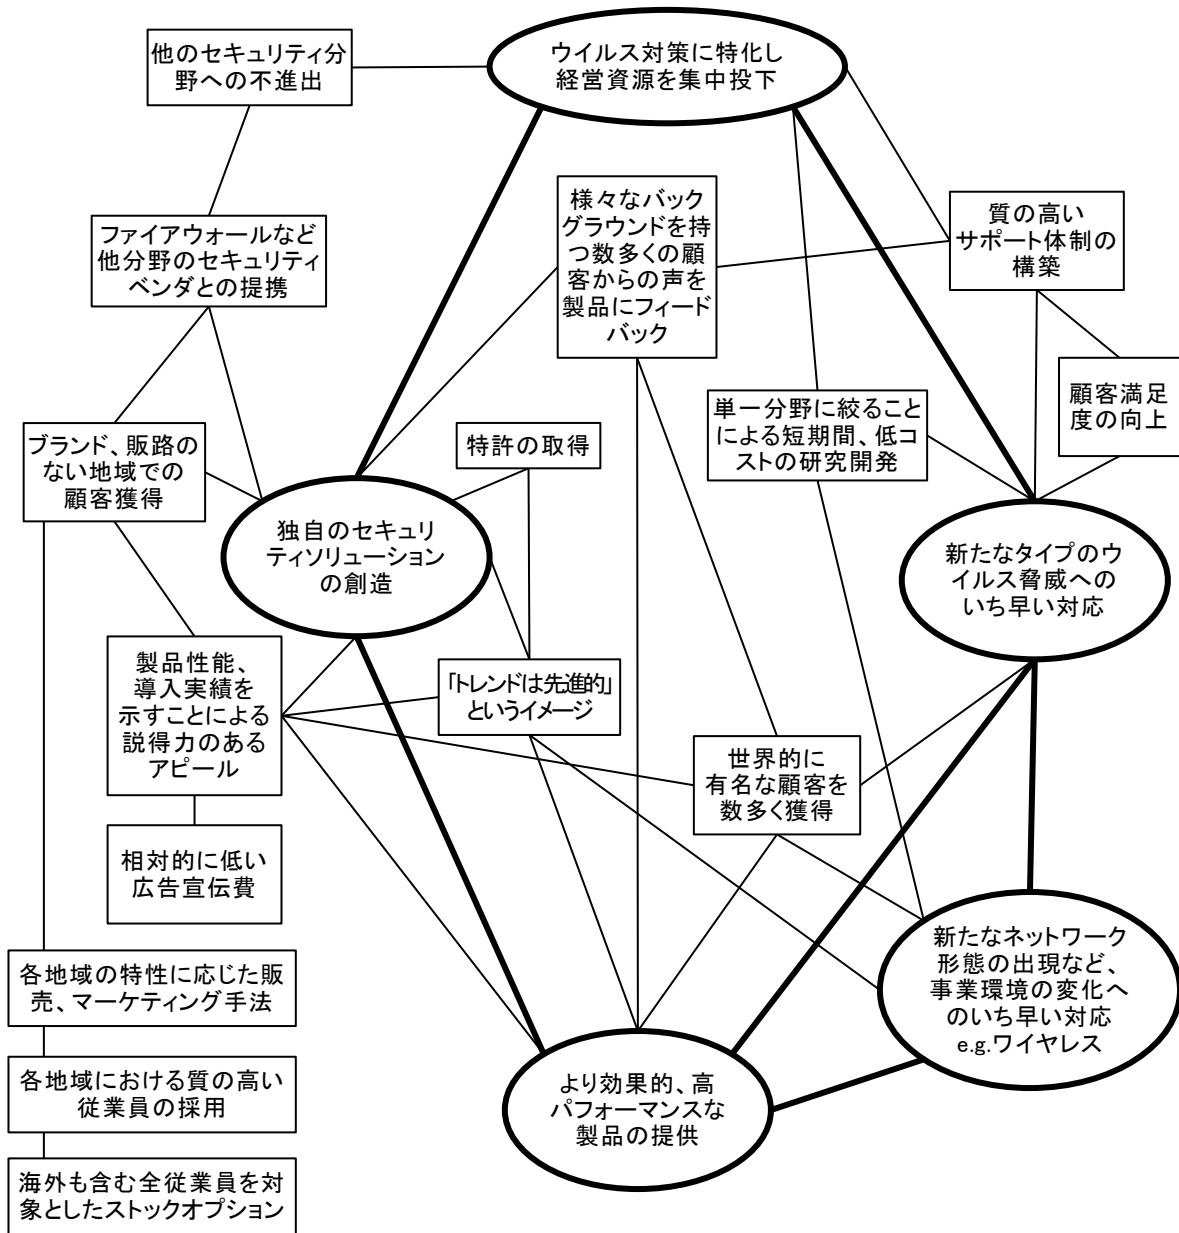 他のセキュリティ分
野への不進出
ウイルス対策に特化し
経営資源を集中投下
様々なバック
グラウンドを持
つ数多くの顧
客からの声を
製品にフィード
バック
質の高い
サポート体制の
構築
ファイアウォールなど
他分野のセキュリティ
ベンダとの提携
顧客満足
度の向上
単一分野に絞ること
による短期間、低コ
ストの研究開発
ブランド、販路の
ない地域での
顧客獲得
特許の取得
独自のセキュリ
ティソリューション
の創造
新たなタイプのウ
イルス脅威への
いち早い対応
製品性能、
導入実績を
示すことによる
説得力のある
アピール
「トレンドは先進的」
というイメージ
世界的に
有名な顧客を
数多く獲得
相対的に低い
広告宣伝費
新たなネットワーク
形態の出現など、
事業環境の変化へ
のいち早い対応
e.g.ワイヤレス
各地域の特性に応じた販
売、マーケティング手法
各地域における質の高い
従業員の採用
より効果的、高
パフォーマンスな
製品の提供
海外も含む全従業員を対
象としたストックオプション